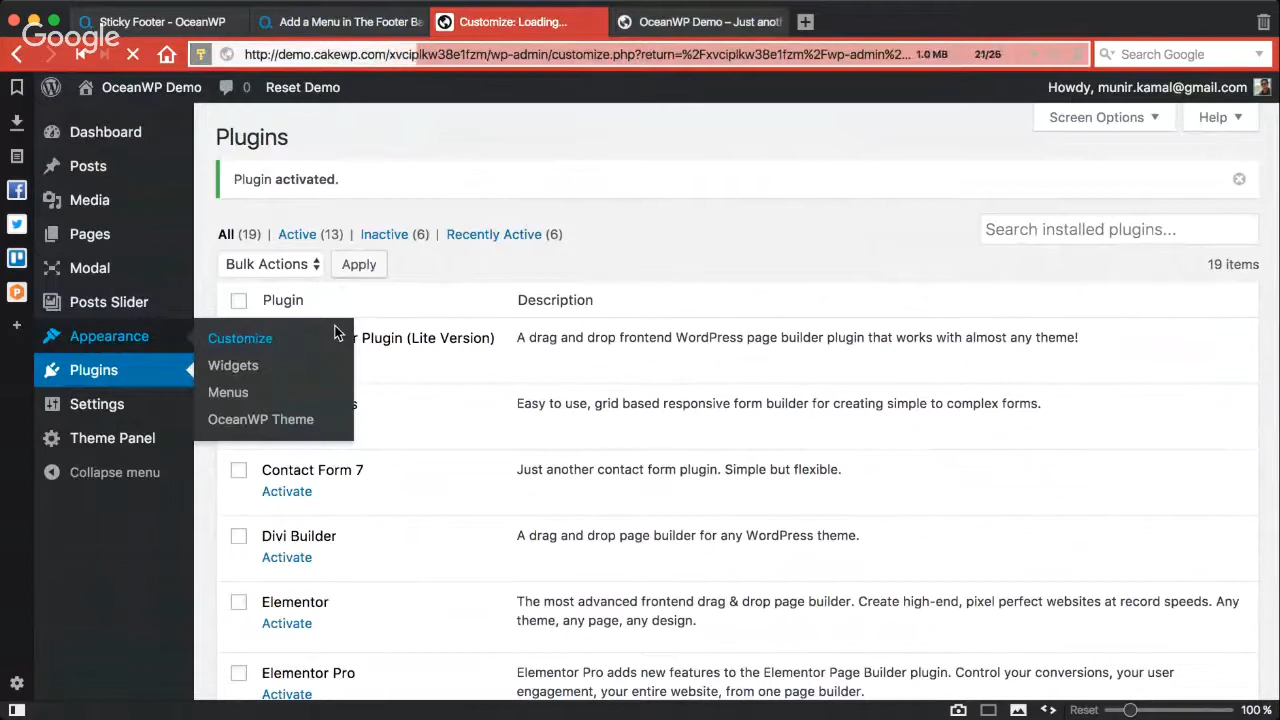 Google
Sticky Footer - OceanWP
Add a Menu in The Footer Ba
Customize: Loading...
OceanWP Demo – Just anot
http://demo.cakewp.com/xvciplkw38e1fzm/wp-admin/customize.php?return=%2Fxvciplkw38e1fzm%2Fwp-admin%2...
1.0 MB
21/25
Search Google
OceanWP Demo
0
Reset Demo
Howdy, munir.kamal@gmail.com
Dashboard
Posts
Media
Pages
Modal
Posts Slider
Appearance
Plugins
Settings
Theme Panel
Collapse menu
Customize
Widgets
Menus
OceanWP Theme
Screen Options
Help
Plugins
Plugin activated.
All (19) | Active (13) | Inactive (6) | Recently Active (6)
Search installed plugins...
Bulk Actions
Apply
19 items
Plugin
Description
r Plugin (Lite Version)
A drag and drop frontend WordPress page builder plugin that works with almost any theme!
s
Easy to use, grid based responsive form builder for creating simple to complex forms.
Contact Form 7
Activate
Just another contact form plugin. Simple but flexible.
Divi Builder
Activate
A drag and drop page builder for any WordPress theme.
Elementor
Activate
The most advanced frontend drag & drop page builder. Create high-end, pixel perfect websites at record speeds. Any
theme, any page, any design.
Elementor Pro
Activate
Elementor Pro adds new features to the Elementor Page Builder plugin. Control your conversions, your user
engagement, your entire website, from one page builder.
Reset
100 %